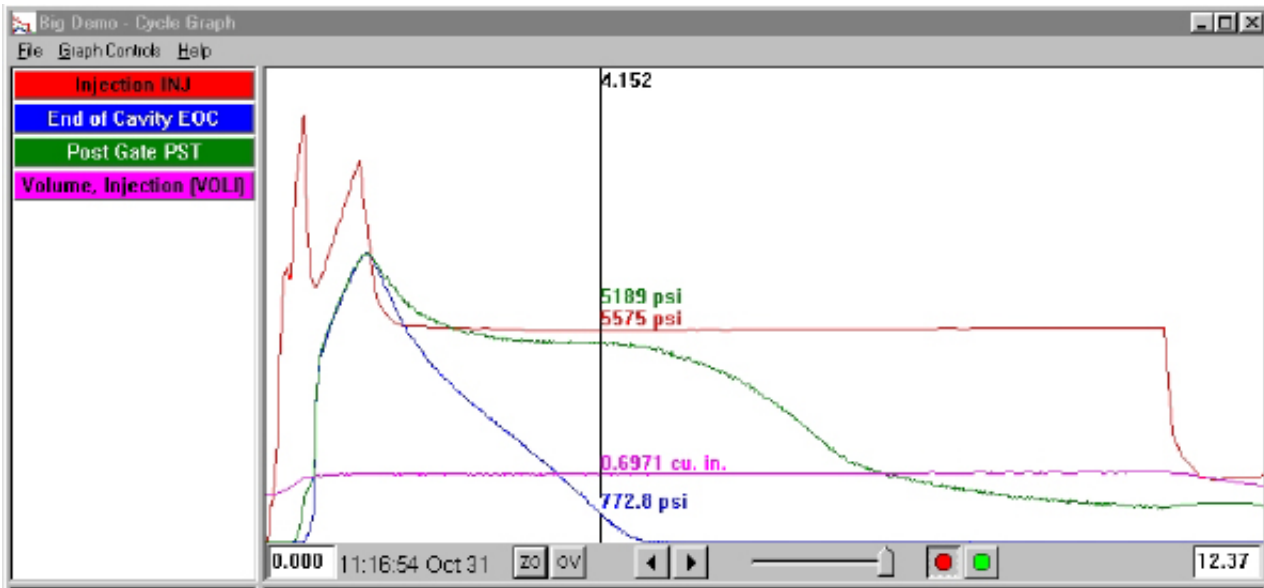 Big Demo - Cycle Graph
File Graph Controls Help
Injection INJ
End of Cavity EOC
Post Gate PST
Volume, Injection (VOLI)
4.152
5189 psi
5575 psi
0.6971 cu. in.
772.8 psi
0.000 11:16:54 Oct 31 ZO OV 12.37